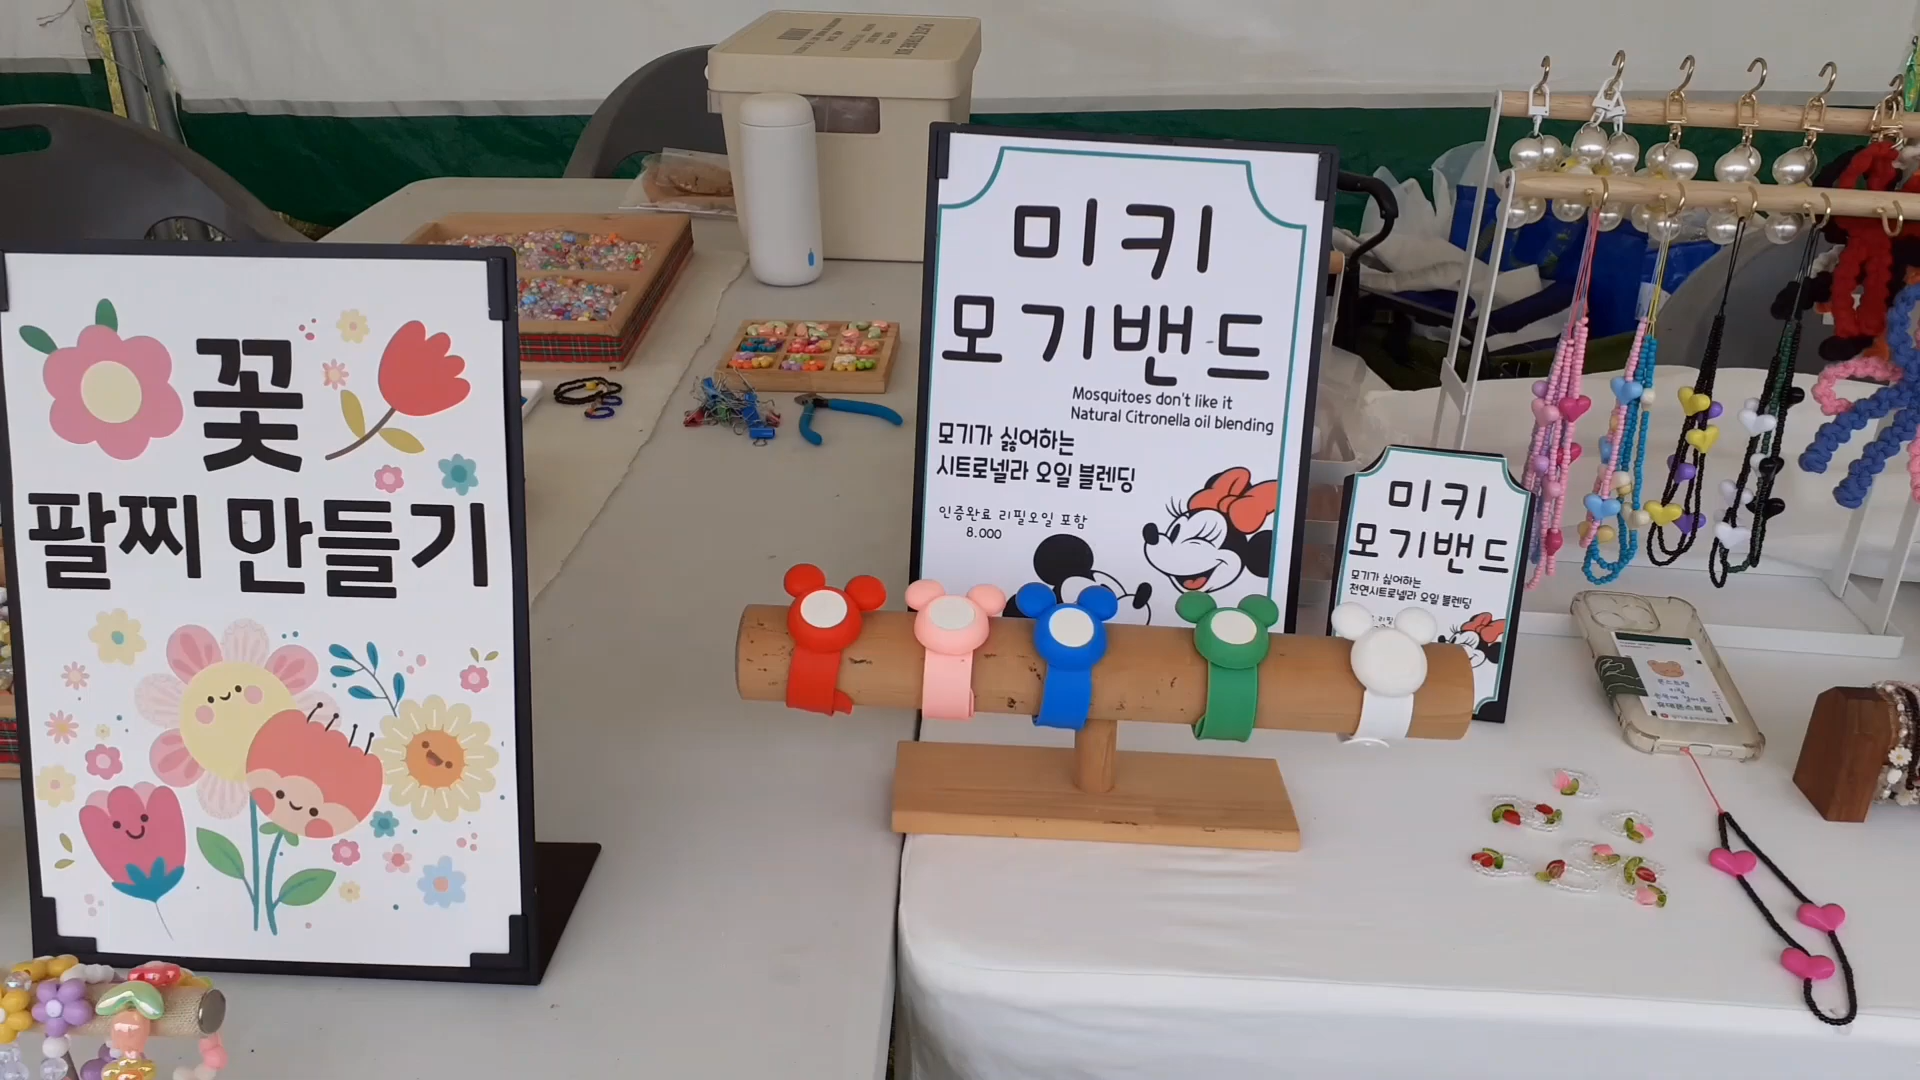 꽃
팔찌 만들기
미키
모기밴드
Mosquitoes don't like it
Natural Citronella oil blending
모기가 싫어하는
시트로넬라 오일 블렌딩
인증완료 리필오일 포함
8.000
미키
모기밴드
모기가 싫어하는
천연시트로넬라 오일 블렌딩